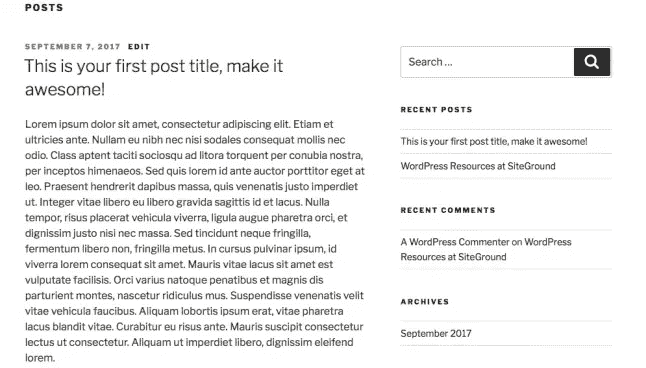 POSTS
SEPTEMBER 7, 2017 EDIT
This is your first post title, make it
awesome!
Lorem ipsum dolor sit amet, consectetur adipiscing elit. Etiam et
ultricies ante. Nullam eu nibh nec nisi sodales consequat mollis nec
odio. Class aptent taciti sociosqu ad litora torquent per conubia nostra,
per inceptos himenaeos. Sed quis lorem id ante auctor porttitor eget at
leo. Praesent hendrerit dapibus massa, quis venenatis justo imperdiet
ut. Integer vitae libero eu libero gravida sagittis id et lacus. Nulla
tempor, risus placerat vehicula viverra, ligula augue pharetra orci, et
dignissim justo nisi nec massa. Sed tincidunt neque fringilla,
fermentum libero non, fringilla metus. In cursus pulvinar ipsum, id
viverra lorem consequat sit amet. Mauris vitae lacus sit amet est
vulputate facilisis. Orci varius natoque penatibus et magnis dis
parturient montes, nascetur ridiculus mus. Suspendisse venenatis velit
vitae vehicula faucibus. Aliquam lobortis ipsum erat, vitae pharetra
lacus blandit vitae. Curabitur eu risus ante. Mauris suscipit consectetur
lectus ut consectetur. Aliquam ut imperdiet libero, dignissim eleifend
lorem.
Search ...
RECENT POSTS
This is your first post title, make it awesome!
WordPress Resources at SiteGround
RECENT COMMENTS
A WordPress Commenter on WordPress
Resources at SiteGround
ARCHIVES
September 2017